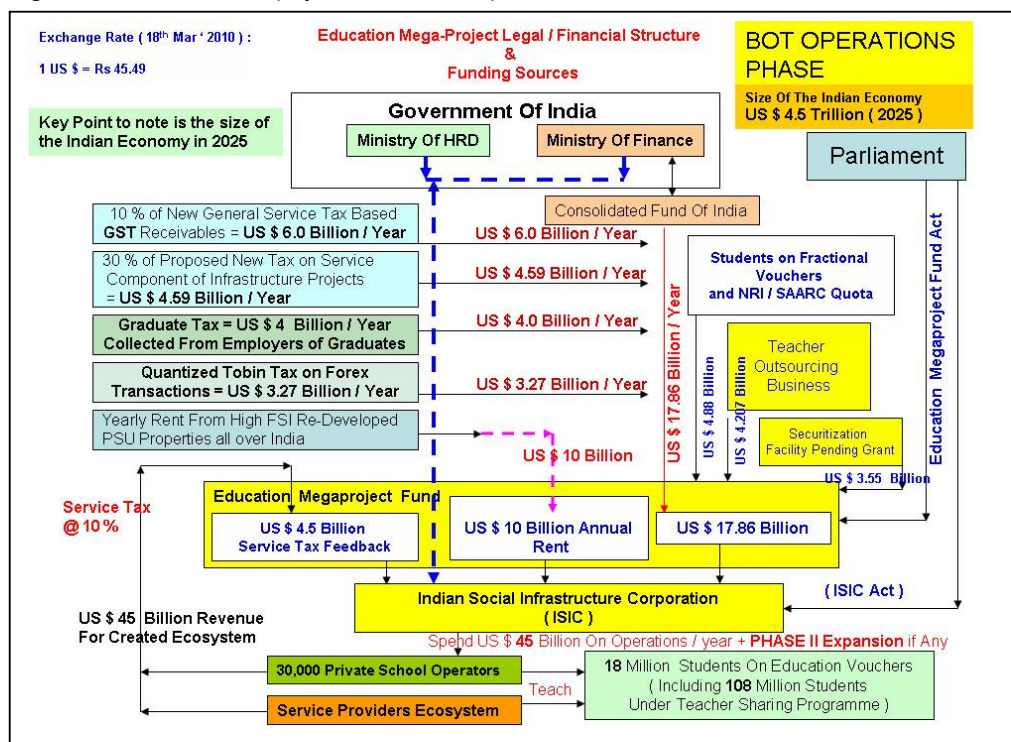 Exchange Rate ( 18th Mar ' 2010 ) :
1 US $ = Rs 45.49
Education Mega-Project Legal / Financial Structure
&
Funding Sources
BOT OPERATIONS
PHASE
Size Of The Indian Economy
US $ 4.5 Trillion ( 2025 )
Key Point to note is the size of
the Indian Economy in 2025
Government Of India
Ministry Of HRD
Ministry Of Finance
Parliament
Consolidated Fund Of India
10 % of New General Service Tax Based
GST Receivables = US $ 6.0 Billion / Year
US $ 6.0 Billion / Year
30 % of Proposed New Tax on Service
Component of Infrastructure Projects
= US $ 4.59 Billion / Year
US $ 4.59 Billion / Year
Graduate Tax = US $ 4 Billion / Year
Collected From Employers of Graduates
US $ 4.0 Billion / Year
Quantized Tobin Tax on Forex
Transactions = US $ 3.27 Billion / Year
US $ 3.27 Billion / Year
Yearly Rent From High FSI Re-Developed
PSU Properties all over India
US $ 10 Billion
US $ 17.86 Billion / Year
Students on Fractional
Vouchers
and NRI / SAARC Quota
US $ 4.88 Billion
Teacher
Outsourcing
Business
US $ 4.207 Billion
Securitization
Facility Pending Grant
US $ 3.55 Billion
Education Megaproject Fund Act
Service Tax
@ 10 %
Education Megaproject Fund
US $ 4.5 Billion
Service Tax Feedback
US $ 10 Billion Annual
Rent
US $ 17.86 Billion
Indian Social Infrastructure Corporation
( ISIC )
( ISIC Act )
US $ 45 Billion Revenue
For Created Ecosystem
Spend US $ 45 Billion On Operations / year + PHASE II Expansion if Any
30,000 Private School Operators
Service Providers Ecosystem
Teach
18 Million Students On Education Vouchers
( Including 108 Million Students
Under Teacher Sharing Programme )